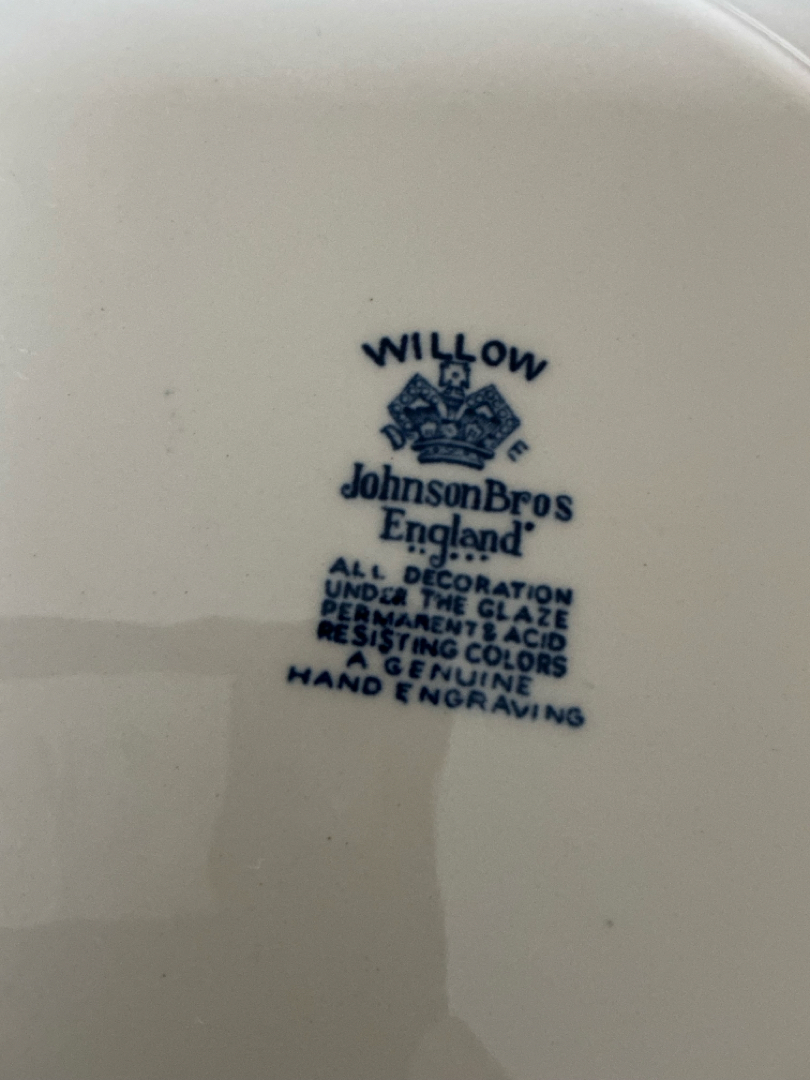 WILLOW
D E
JohnsonBros
England
ALL DECORATION
UNDER THE GLAZE
PERMANENT & ACID
RESISTING COLORS
A GENUINE
HAND ENGRAVING